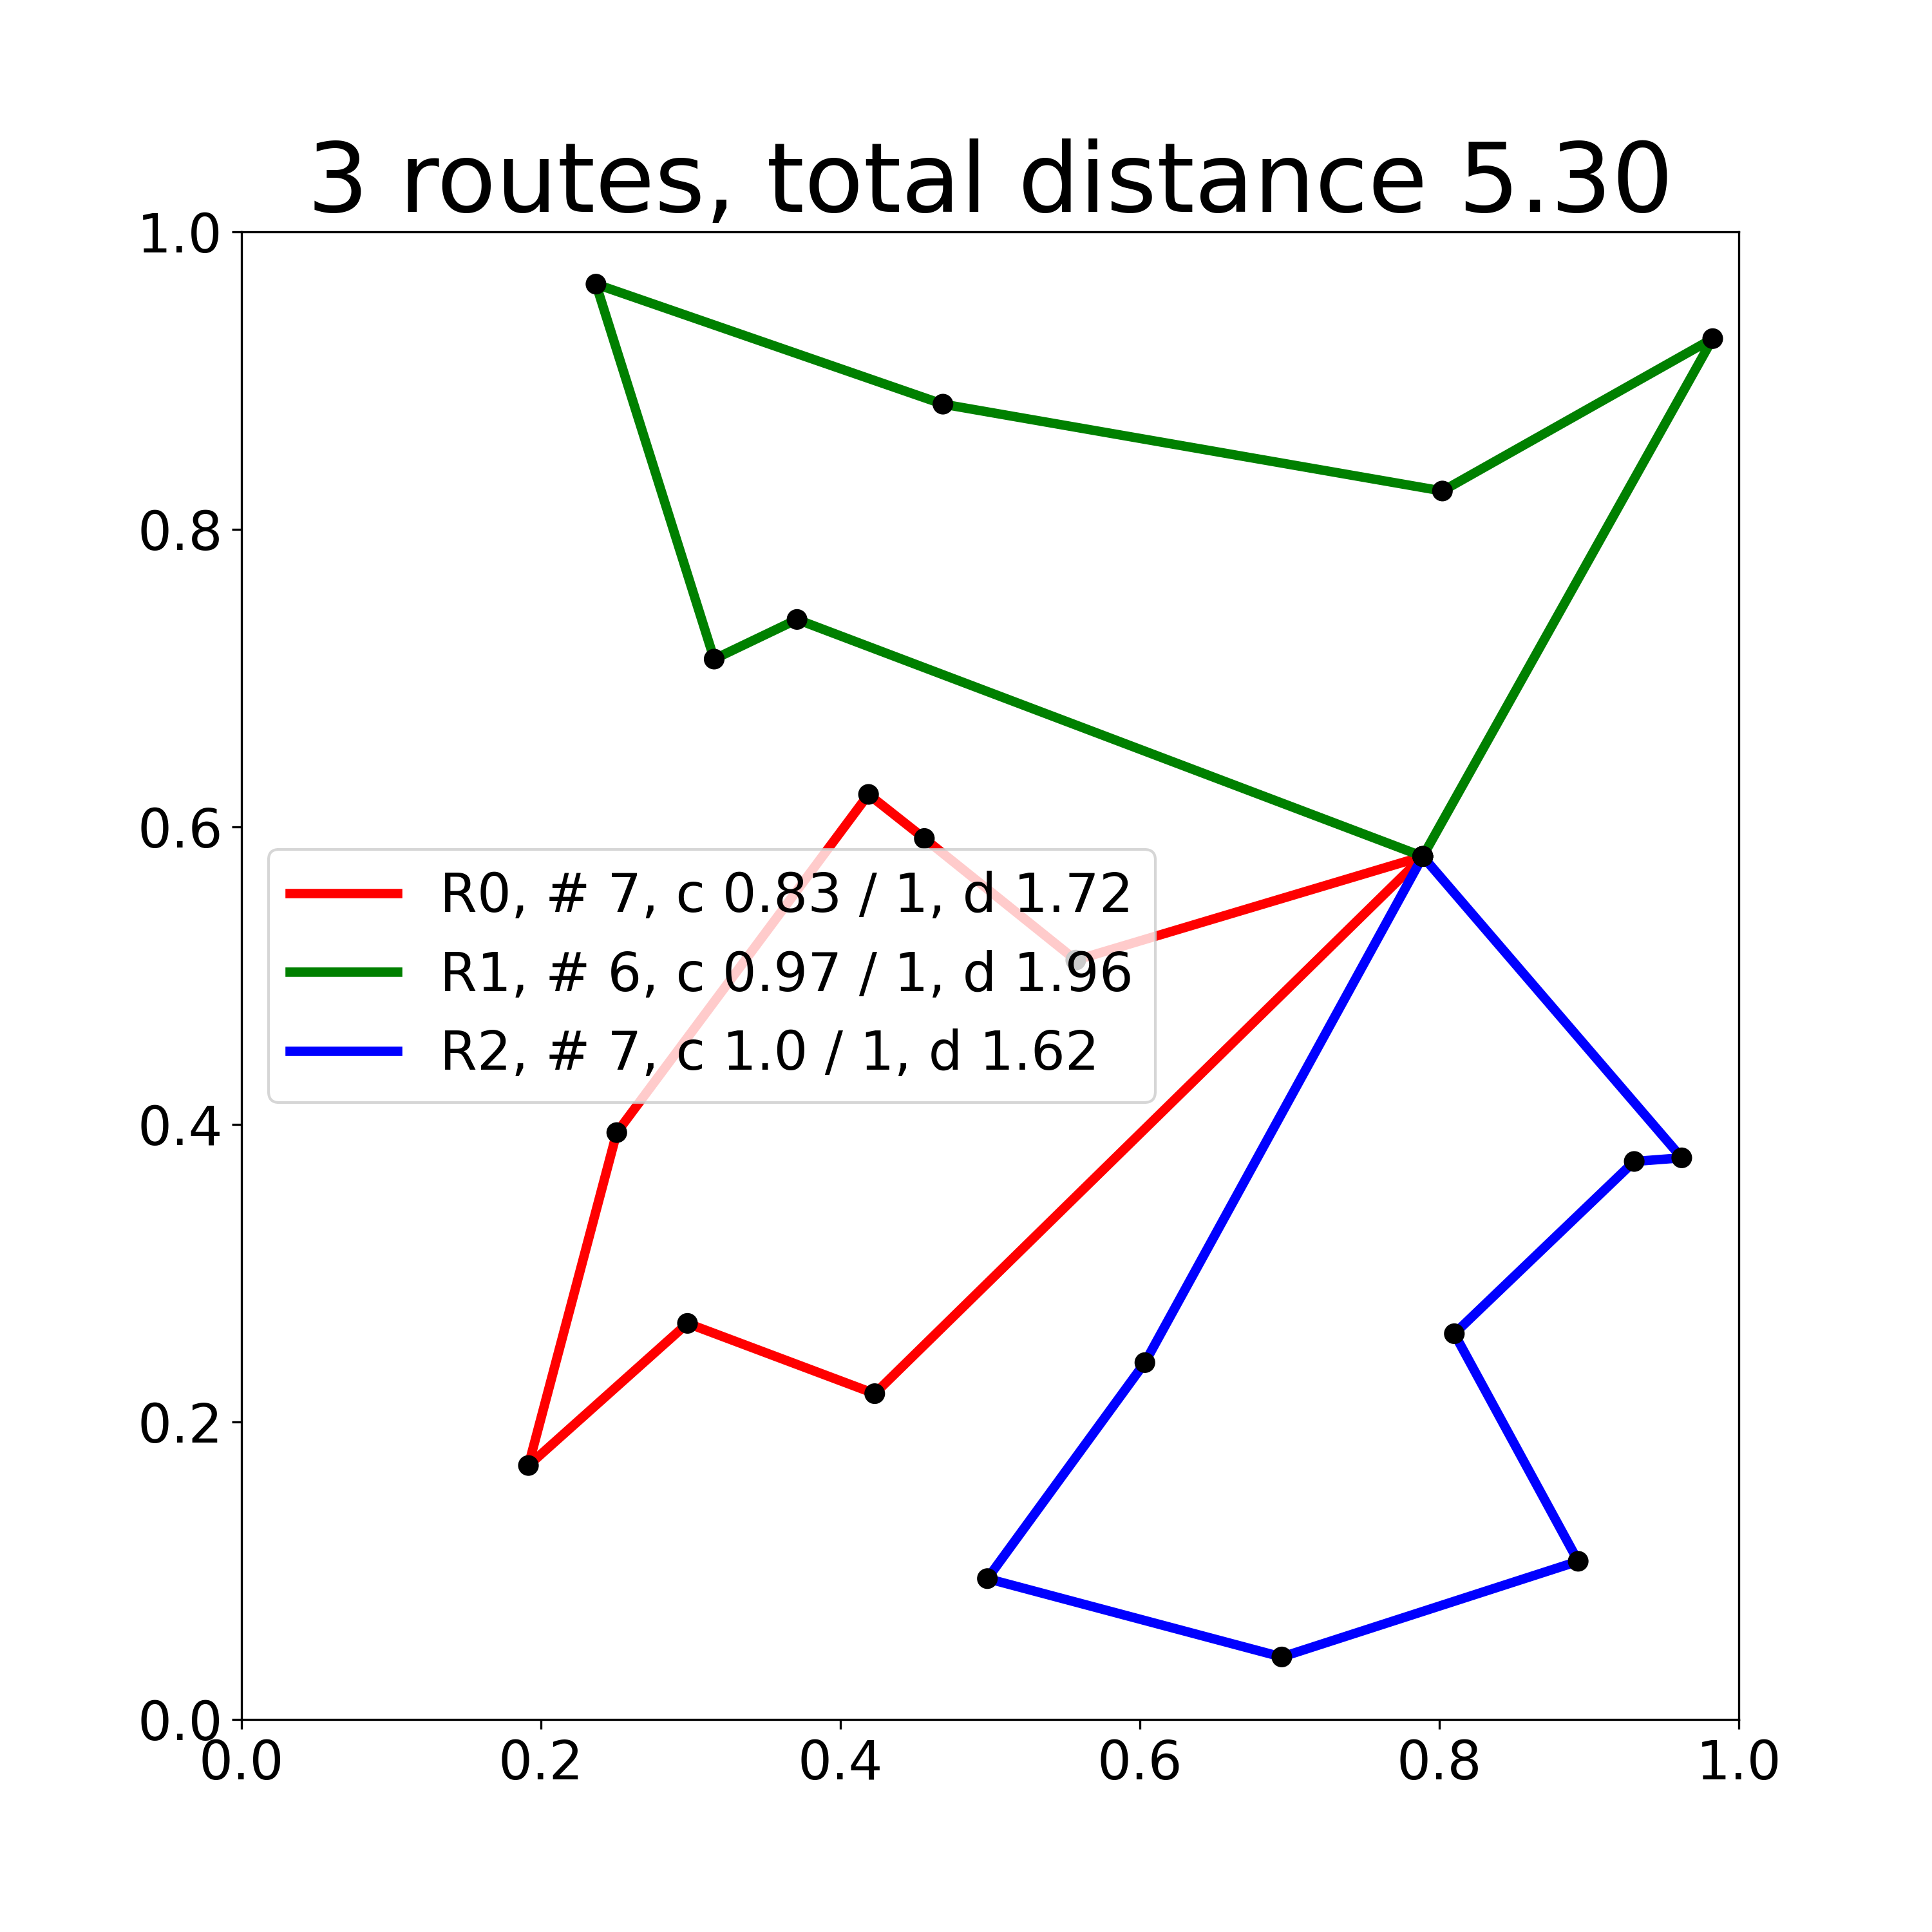 3 routes, total distance 5.30
1.0
0.8
0.6
R0, # 7, c 0.83 / 1, d 1.72
R1, # 6, c 0.97 / 1, d 1.96
R2, # 7, c 1.0 / 1, d 1.62
0.4
0.2
0.0
0.0 0.2 0.4 0.6 0.8 1.0